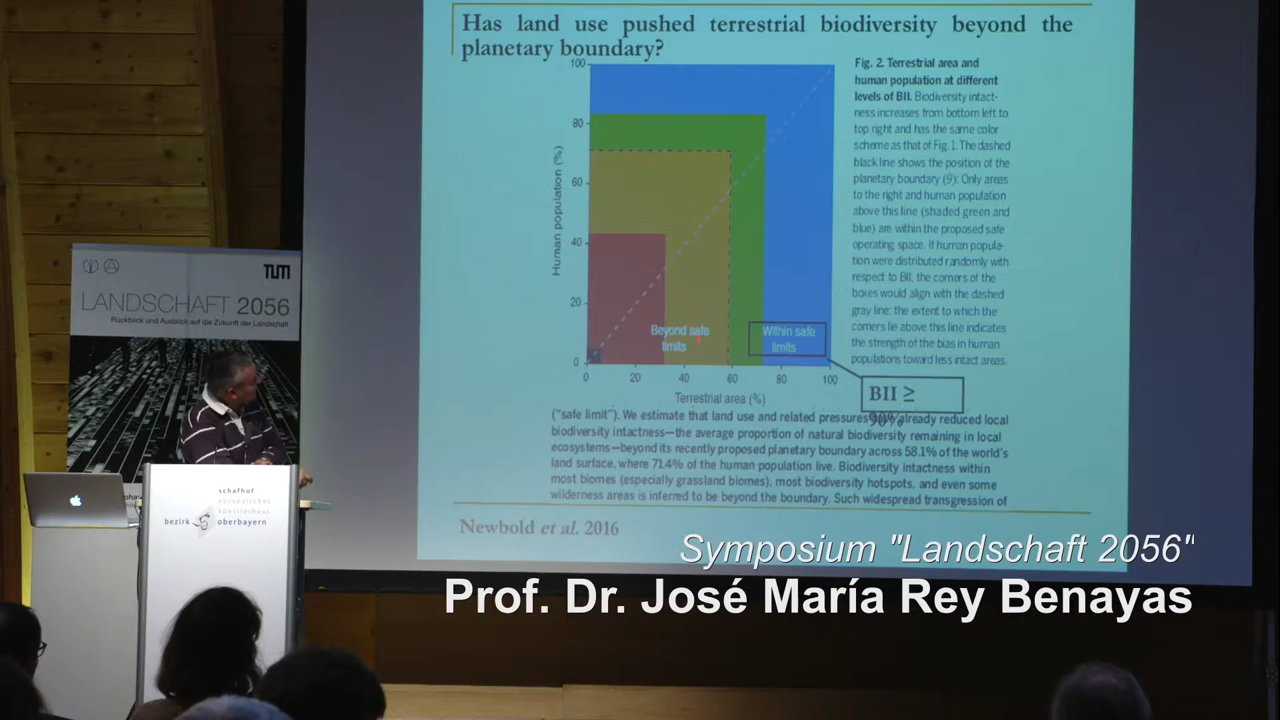 Has land use pushed terrestrial biodiversity beyond the
planetary boundary?
100
80
60
40
20
0
Human population (%)
Beyond safe
limits
Within safe
limits
0 20 40 60 80 100
Terrestrial area (%)
BII ≥
90%
Fig. 2. Terrestrial area and
human population at different
levels of BII. Biodiversity intact-
ness increases from bottom left to
top right and has the same color
scheme as that of Fig. 1. The dashed
black line shows the position of the
planetary boundary (9): Only areas
to the right and human population
above this line (shaded green and
blue) are within the proposed safe
operating space. If human popula-
tion were distributed randomly with
respect to BII, the corners of the
boxes would align with the dashed
gray line; the extent to which the
corners lie above this line indicates
the strength of the bias in human
populations toward less intact areas.
("safe limit"). We estimate that land use and related pressures already reduced local
biodiversity intactness—the average proportion of natural biodiversity remaining in local
ecosystems—beyond its recently proposed planetary boundary across 58.1% of the world's
land surface, where 71.4% of the human population live. Biodiversity intactness within
most biomes (especially grassland biomes), most biodiversity hotspots, and even some
wilderness areas is inferred to be beyond the boundary. Such widespread transgression of
Newbold et al. 2016
TUM
LANDSCHAFT 2056
Rückblick und Ausblick auf die Zukunft der Landschaft
schafhof
europäisches
künstlerhaus
bezirk oberbayern
Symposium "Landschaft 2056"
Prof. Dr. José María Rey Benayas